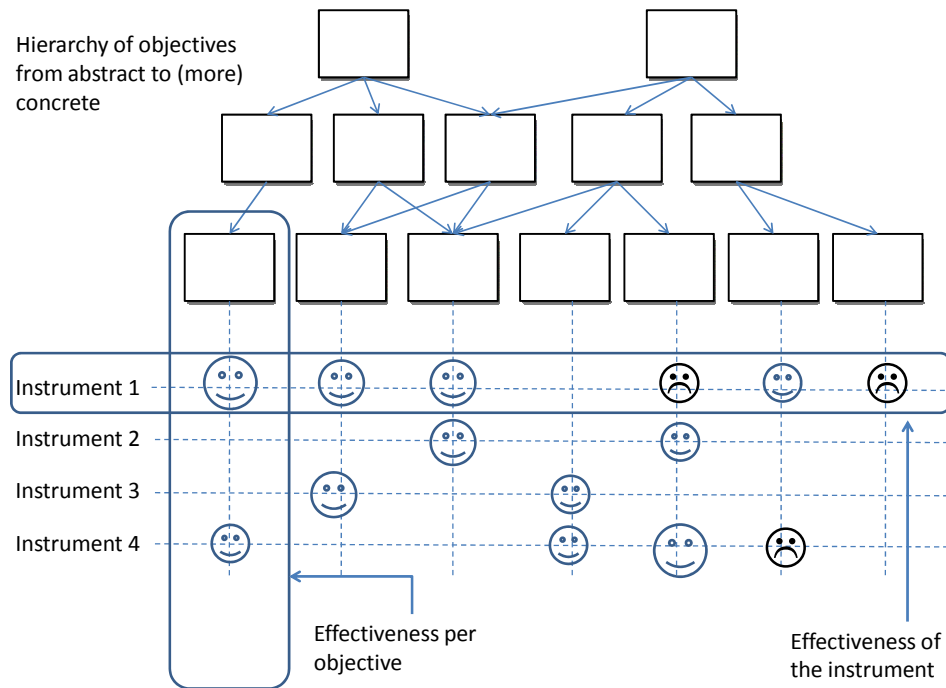 Hierarchy of objectives
from abstract to (more)
concrete
Instrument 1
Instrument 2
Instrument 3
Instrument 4
Effectiveness per
objective
Effectiveness of
the instrument